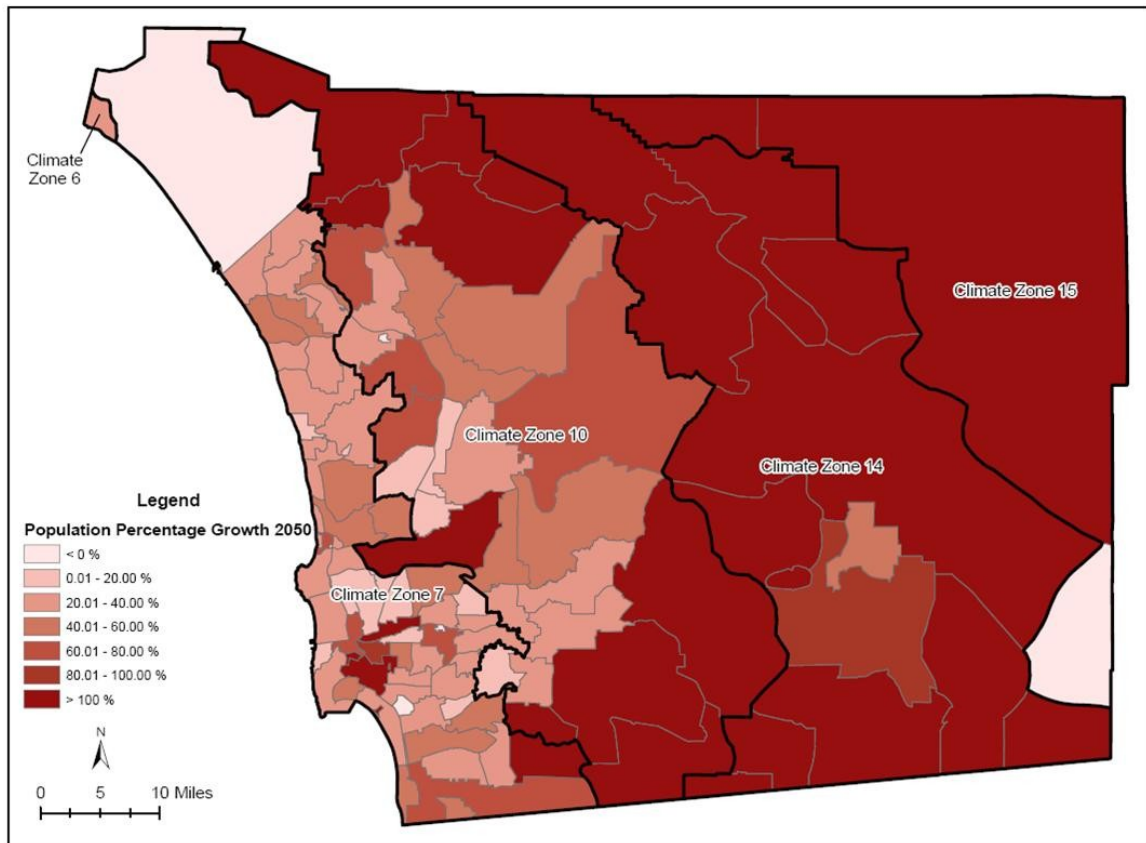 Climate
Zone 6
Climate Zone 15
Climate Zone 10
Climate Zone 14
Climate Zone 7
Legend
Population Percentage Growth 2050
< 0 %
0.01 - 20.00 %
20.01 - 40.00 %
40.01 - 60.00 %
60.01 - 80.00 %
80.01 - 100.00 %
> 100 %
N
0 5 10 Miles